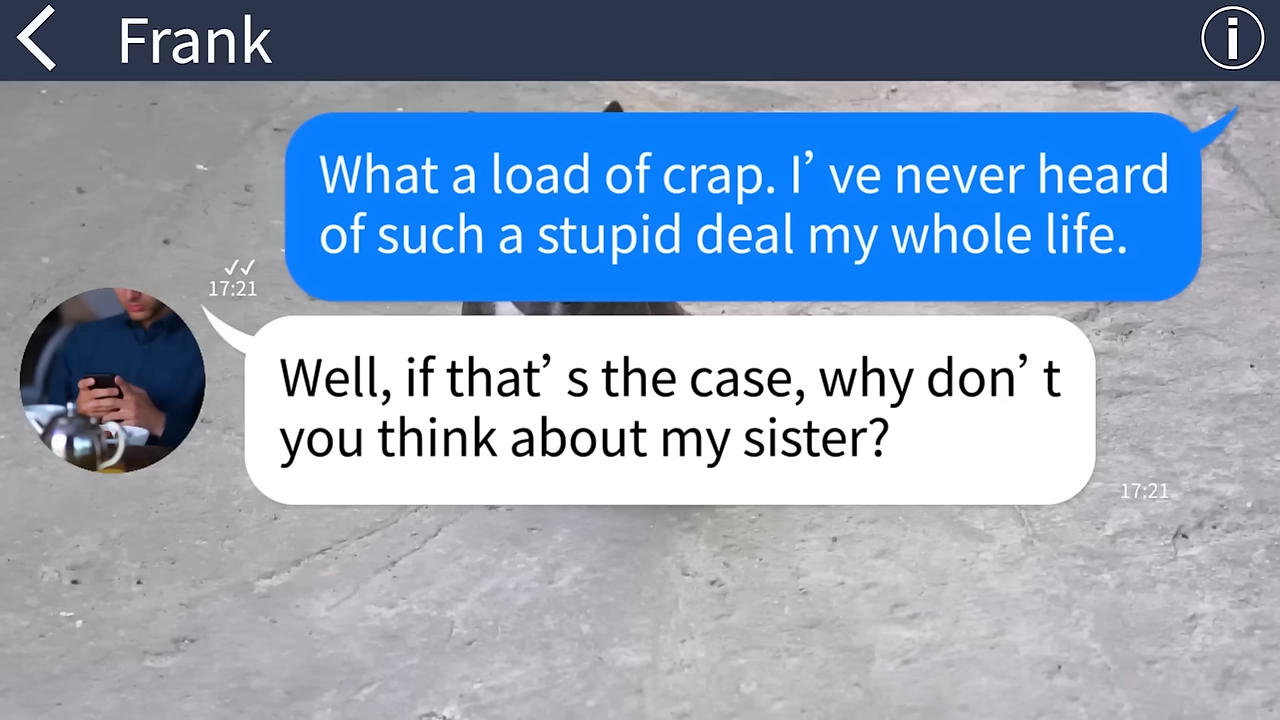 Frank
What a load of crap. I’ ve never heard
of such a stupid deal my whole life.
17:21
Well, if that’ s the case, why don’ t
you think about my sister?
17:21